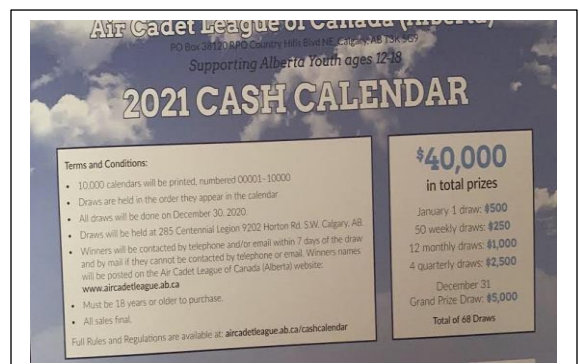 Air Cadet League of Canada (Alberta)
PO Box 38120 RPO Country Hills Blvd NE, Calgary, AB T3K 5G9
Supporting Alberta Youth ages 12-18
2021 CASH CALENDAR
Terms and Conditions:
• 10,000 calendars will be printed, numbered 00001-10000
• Draws are held in the order they appear in the calendar
• All draws will be done on December 30, 2020.
• Draws will be held at 285 Centennial Legion 9202 Horton Rd. S.W. Calgary, AB.
• Winners will be contacted by telephone and/or email within 7 days of the draw
and by mail if they cannot be contacted by telephone or email. Winners names
will be posted on the Air Cadet League of Canada (Alberta) website:
www.aircadetleague.ab.ca
• Must be 18 years or older to purchase.
• All sales final.
Full Rules and Regulations are available at: aircadetleague.ab.ca/cashcalendar
$40,000
in total prizes
January 1 draw: $500
50 weekly draws: $250
12 monthly draws: $1,000
4 quarterly draws: $2,500
December 31
Grand Prize Draw: $5,000
Total of 68 Draws